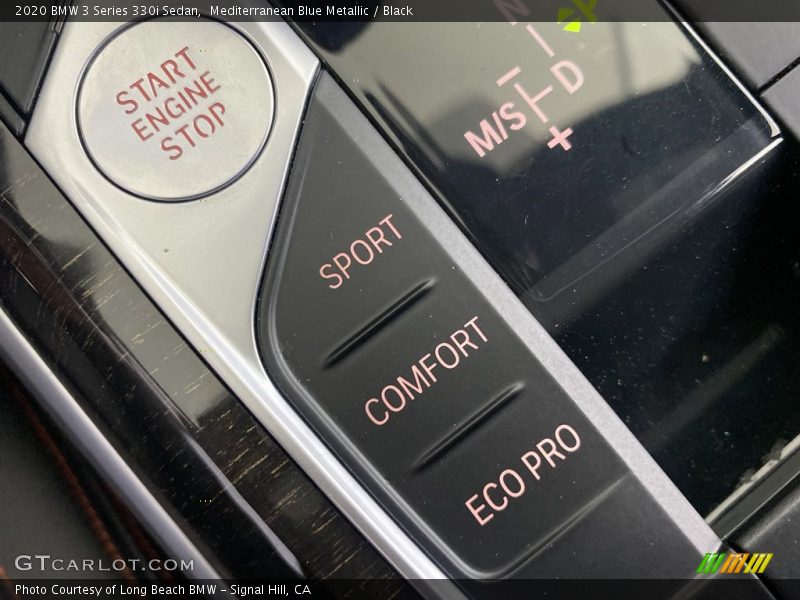 2020 BMW 3 Series 330i Sedan, Mediterranean Blue Metallic / Black
START
ENGINE
STOP
N
–
D
M/S
+
SPORT
COMFORT
ECO PRO
GTCARLOT.COM
Photo Courtesy of Long Beach BMW – Signal Hill, CA